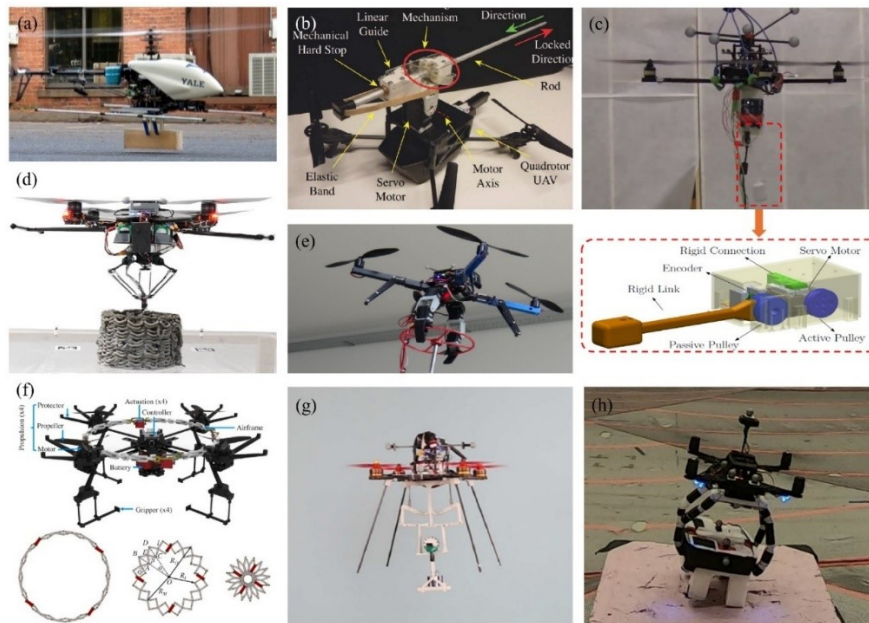 (a)
YALE
(b)
Linear
Guide
Mechanism
Direction
Mechanical
Hard Stop
Locked
Direction
Rod
Elastic
Band
Servo
Motor
Motor
Axis
Quadrotor
UAV
(c)
Rigid Connection
Servo Motor
Encoder
Rigid Link
Passive Pulley
Active Pulley
(d)
(e)
(f)
Actuation (x4)
Controller
Protector
Propulsion (x4)
Propeller
Airframe
Motor
Battery
Gripper (x4)
(g)
(h)